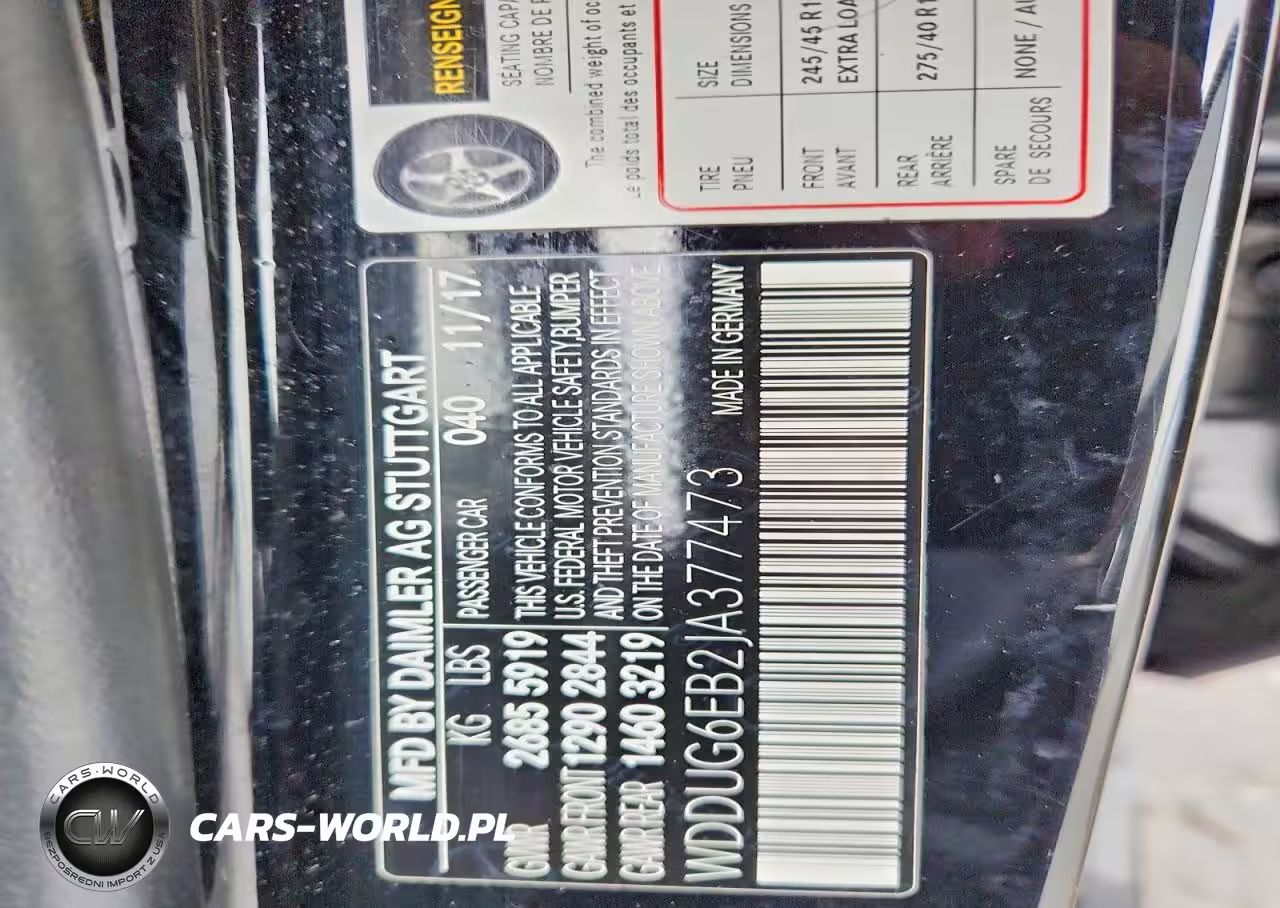 MFD BY DAIMLER AG STUTTGART
KG LBS PASSENGER CAR 040 11/17
GVWR 2685 5919 THIS VEHICLE CONFORMS TO ALL APPLICABLE
GAWR FRONT 1290 2844 U.S. FEDERAL MOTOR VEHICLE SAFETY,BUMPER
GAWR REAR 1460 3219 AND THEFT PREVENTION STANDARDS IN EFFECT
ON THE DATE OF MANUFACTURE SHOWN ABOVE
WDDUG6EB2JA377473 MADE IN GERMANY
RENSEIGN
SEATING CAPA
NOMBRE DE P
The combined weight of oc
Le poids total des occupants et
TIRE SIZE
PNEU DIMENSIONS
FRONT 245/45 R1
AVANT EXTRA LOA
REAR 275/40 R1
ARRIÈRE
SPARE NONE / AU
DE SECOURS
CARS-WORLD
CW
BEZPOŚREDNI IMPORT Z USA
CARS-WORLD.PL